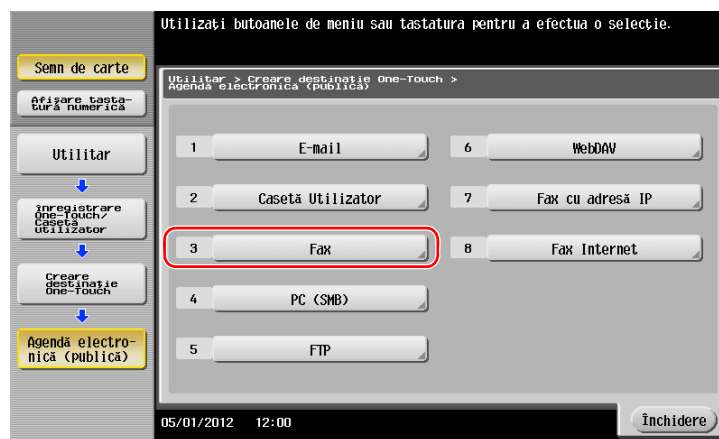 Utilizați butoanele de meniu sau tastatura pentru a efectua o selecție.
Semn de carte
Afișare tasta-
tură numerică
Utilitar
înregistrare
One-Touch/
Casetă
utilizator
Creare
destinație
One-Touch
Agendă electro-
nică (publică)
Utilitar > Creare destinație One-Touch >
Agendă electronică (publică)
1 E-mail
2 Casetă Utilizator
3 Fax
4 PC (SMB)
5 FTP
6 WebDAV
7 Fax cu adresă IP
8 Fax Internet
05/01/2012 12:00
Închidere